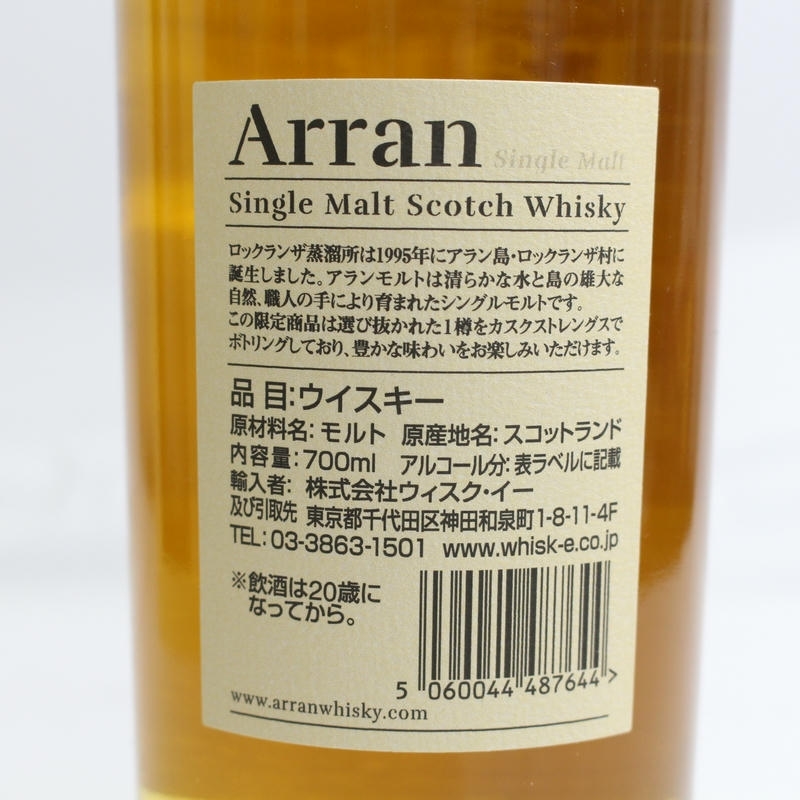 Arran Single Malt
Single Malt Scotch Whisky
ロックランザ蒸溜所は1995年にアラン島・ロックランザ村に
誕生しました。アランモルトは清らかな水と島の雄大な
自然、職人の手により育まれたシングルモルトです。
この限定商品は選び抜かれた1樽をカスクストレングスで
ボトリングしており、豊かな味わいをお楽しみいただけます。
品 目:ウイスキー
原材料名:モルト 原産地名:スコットランド
内容量:700ml アルコール分:表ラベルに記載
輸入者: 株式会社ウィスク・イー
及び引取先 東京都千代田区神田和泉町1-8-11-4F
TEL:03-3863-1501 www.whisk-e.co.jp
※飲酒は20歳に
なってから。
5 060044 487644 >
www.arranwhisky.com